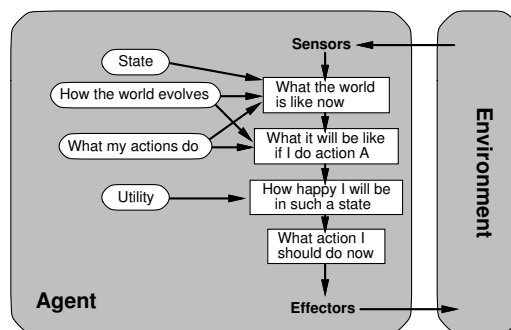 Sensors
State
What the world
is like now
How the world evolves
What my actions do
What it will be like
if I do action A
Utility
How happy I will be
in such a state
What action I
should do now
Agent
Effectors
Environment